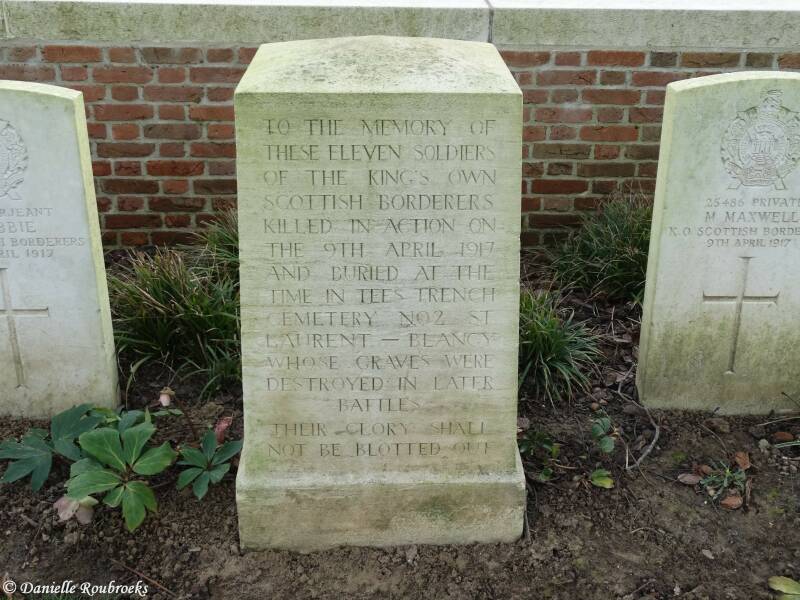 TO THE MEMORY OF
THESE ELEVEN SOLDIERS
OF THE KING'S OWN
SCOTTISH BORDERERS
KILLED IN ACTION ON
THE 9TH APRIL 1917
AND BURIED AT THE
TIME IN TEES TRENCH
CEMETERY NO.2 ST
LAURENT - BLANGY
WHOSE GRAVES WERE
DESTROYED IN LATER
BATTLES
THEIR GLORY SHALL
NOT BE BLOTTED OUT
RJEANT
BBIE
H BORDERERS
RIL 1917
25486 PRIVAT
M MAXWELL
K.O. SCOTTISH BORDE
9TH APRIL 1917
© Danielle Roubroeks